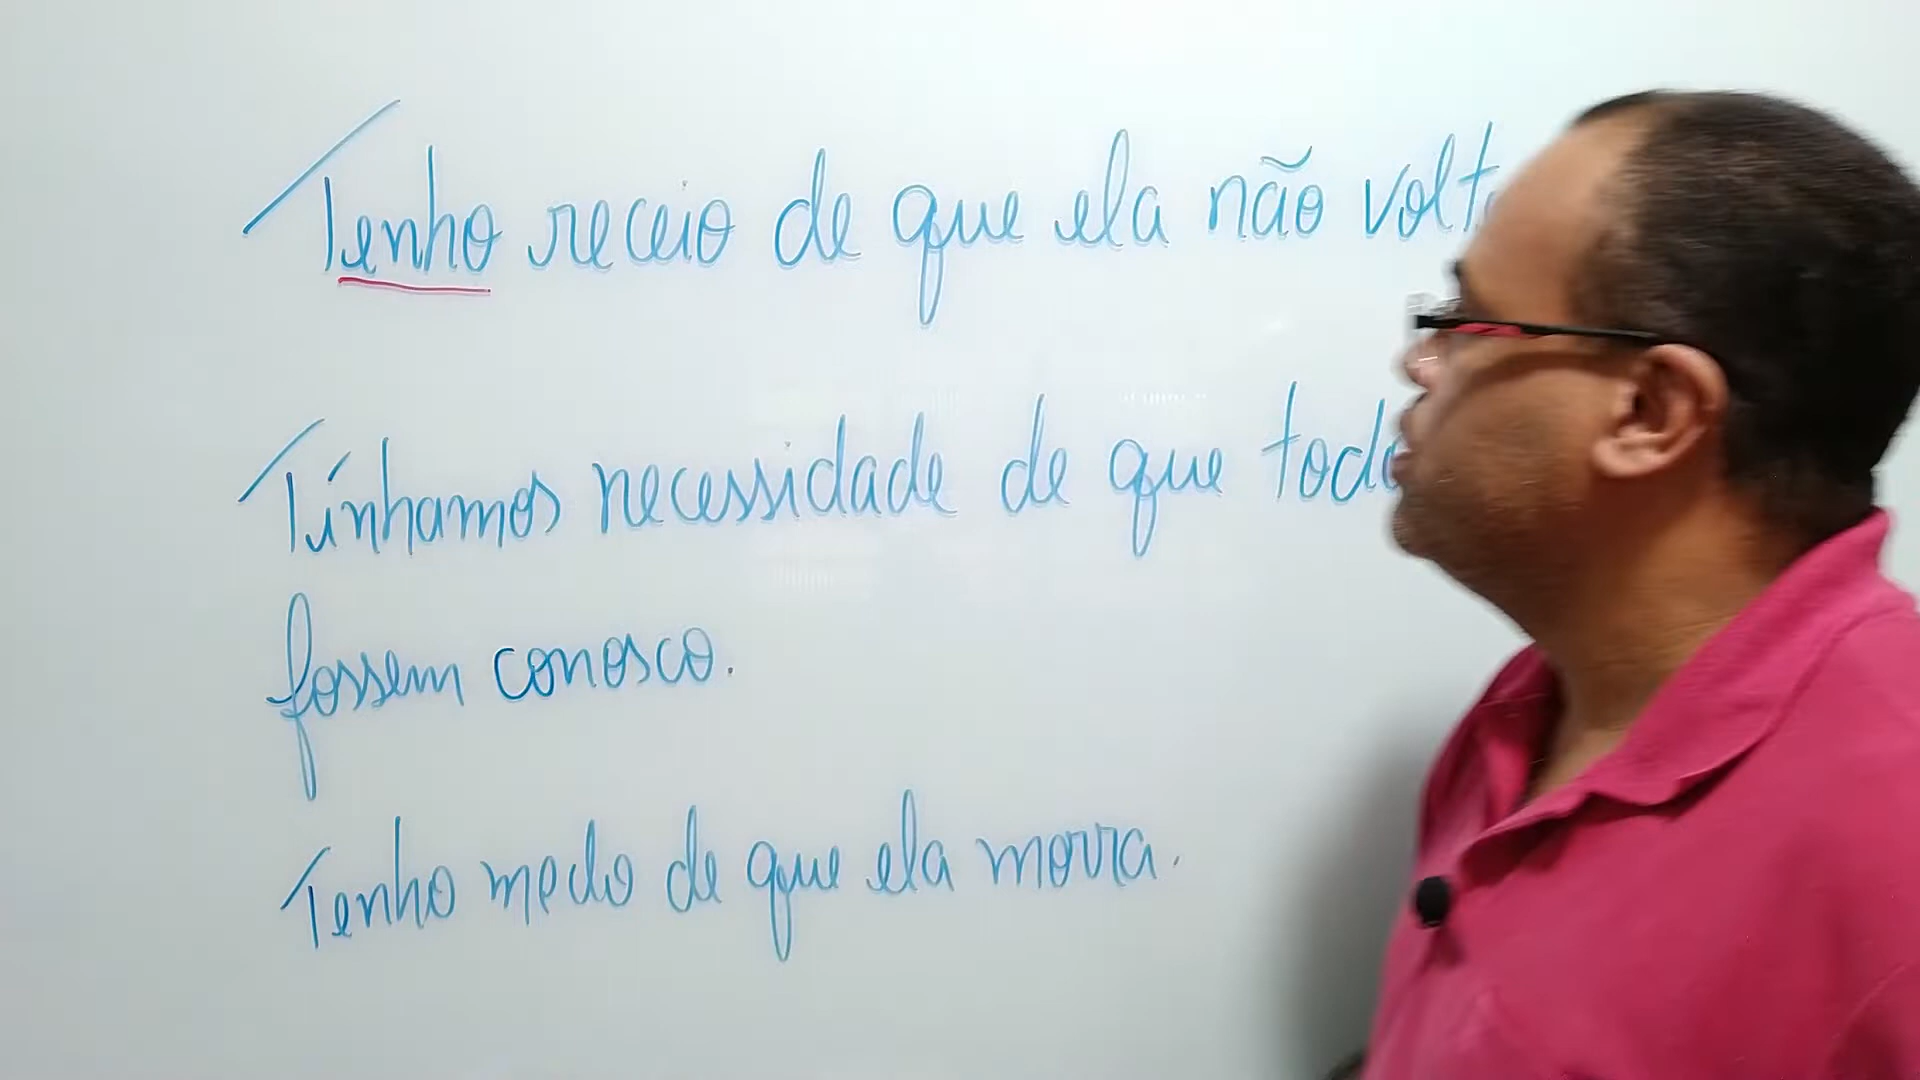 Tenho receio de que ela não volt
Tínhamos necessidade de que todo
fossem conosco.
Tenho medo de que ela morra.